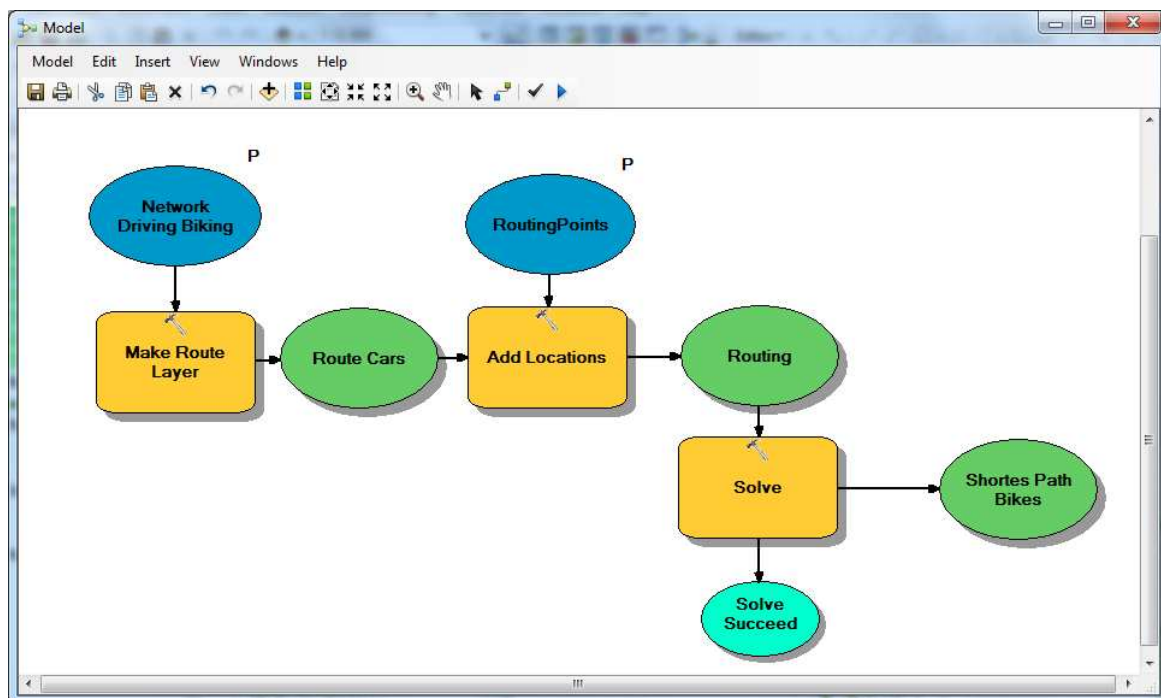 Model
Model Edit Insert View Windows Help
P
P
Network
Driving Biking
RoutingPoints
Make Route
Layer
Route Cars
Add Locations
Routing
Solve
Shortes Path
Bikes
Solve
Succeed